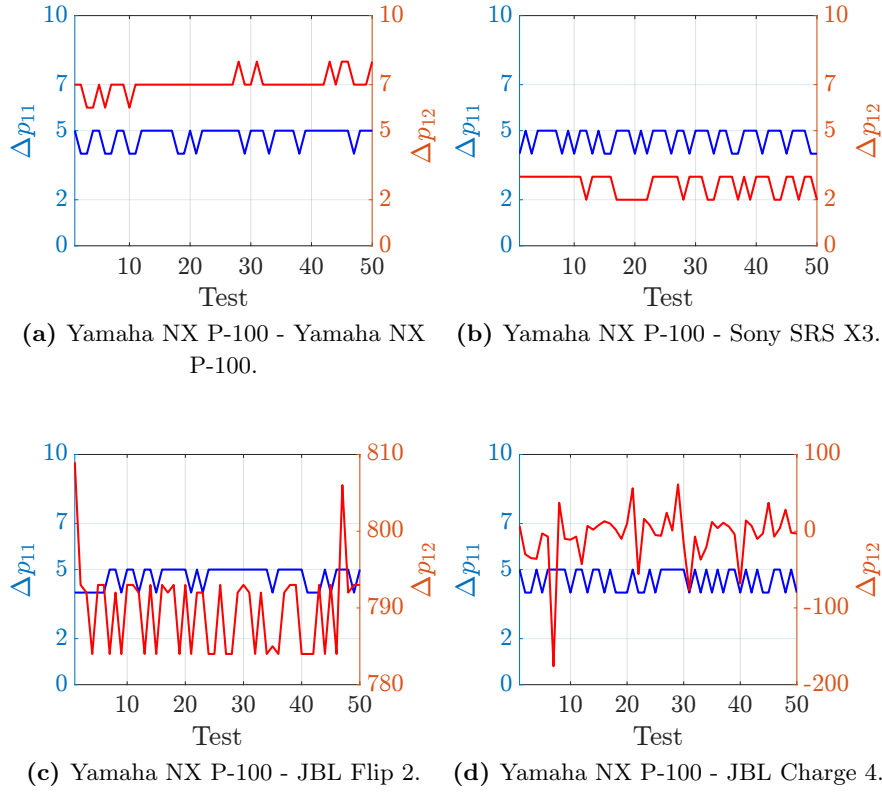 10
7
5
2
0
Δp11
10
7
5
2
0
Δp12
10 20 30 40 50
Test
(a) Yamaha NX P-100 - Yamaha NX
P-100.
10
7
5
2
0
Δp11
10
7
5
2
0
Δp12
10 20 30 40 50
Test
(b) Yamaha NX P-100 - Sony SRS X3.
10
7
5
2
0
Δp11
810
800
790
780
Δp12
10 20 30 40 50
Test
(c) Yamaha NX P-100 - JBL Flip 2.
10
7
5
2
0
Δp11
100
0
-100
-200
Δp12
10 20 30 40 50
Test
(d) Yamaha NX P-100 - JBL Charge 4.